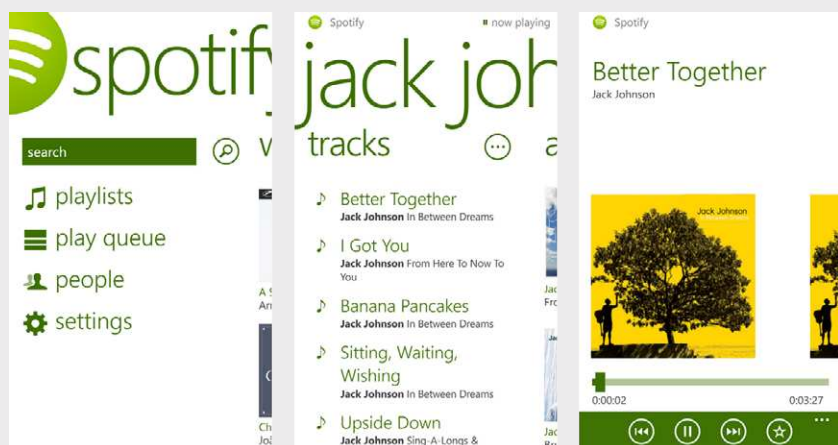 spotify
search
playlists
play queue
people
settings
Spotify
now playing
jack joh
tracks
Better Together
Jack Johnson In Between Dreams
I Got You
Jack Johnson From Here To Now To
You
Banana Pancakes
Jack Johnson In Between Dreams
Sitting, Waiting,
Wishing
Jack Johnson In Between Dreams
Upside Down
Jack Johnson Sing-A-Longs &
Spotify
Better Together
Jack Johnson
Jack Johnson
In Between Dreams
0:00:02
0:03:27